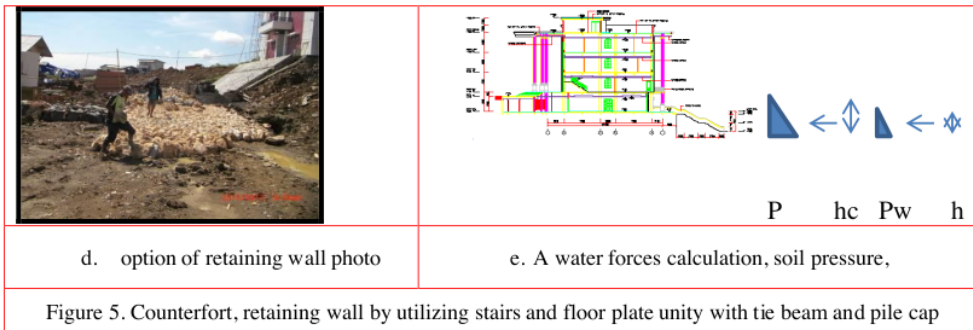 P hc Pw h
d. option of retaining wall photo
e. A water forces calculation, soil pressure,
Figure 5. Counterfort, retaining wall by utilizing stairs and floor plate unity with tie beam and pile cap